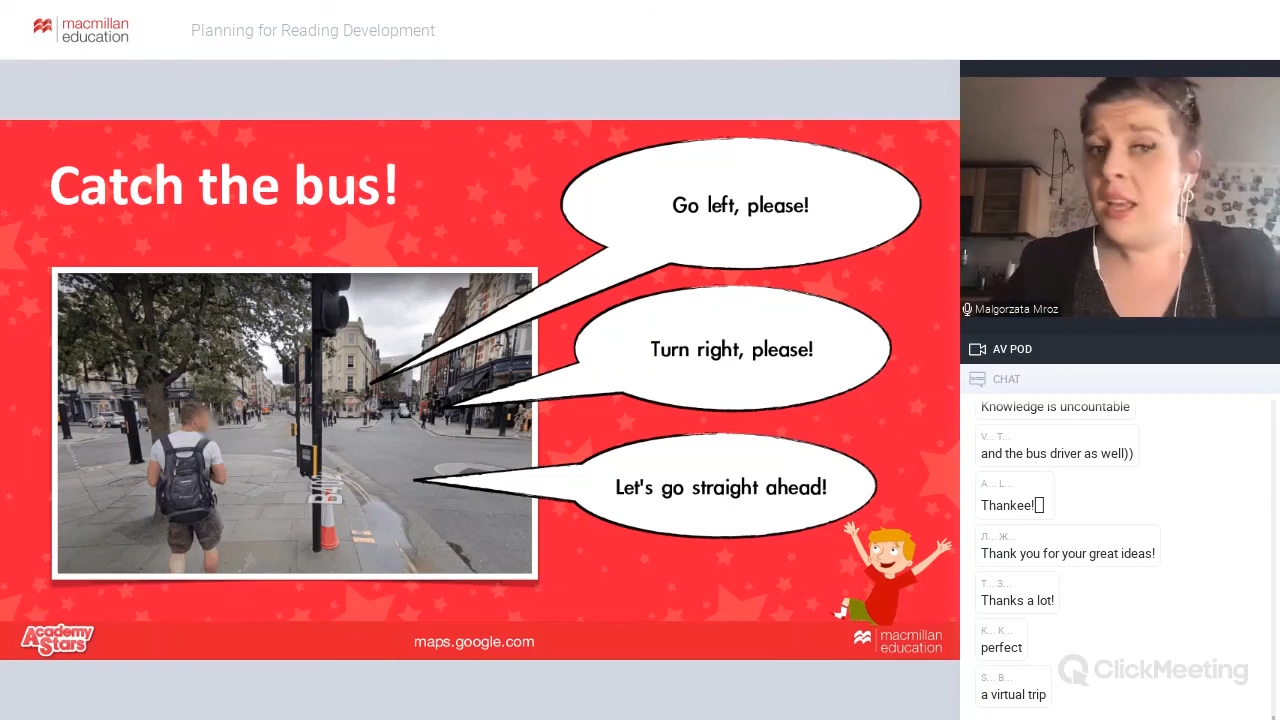 macmillan
education
Planning for Reading Development
Catch the bus!
Go left, please!
Turn right, please!
Let's go straight ahead!
Academy
Stars
maps.google.com
macmillan
education
Malgorzata Mroz
AV POD
CHAT
Knowledge is uncountable
V... T...
and the bus driver as well))
A... L...
Thankee!
Л... Ж...
Thank you for your great ideas!
Т... З...
Thanks a lot!
K... K...
perfect
S... B...
a virtual trip
ClickMeeting